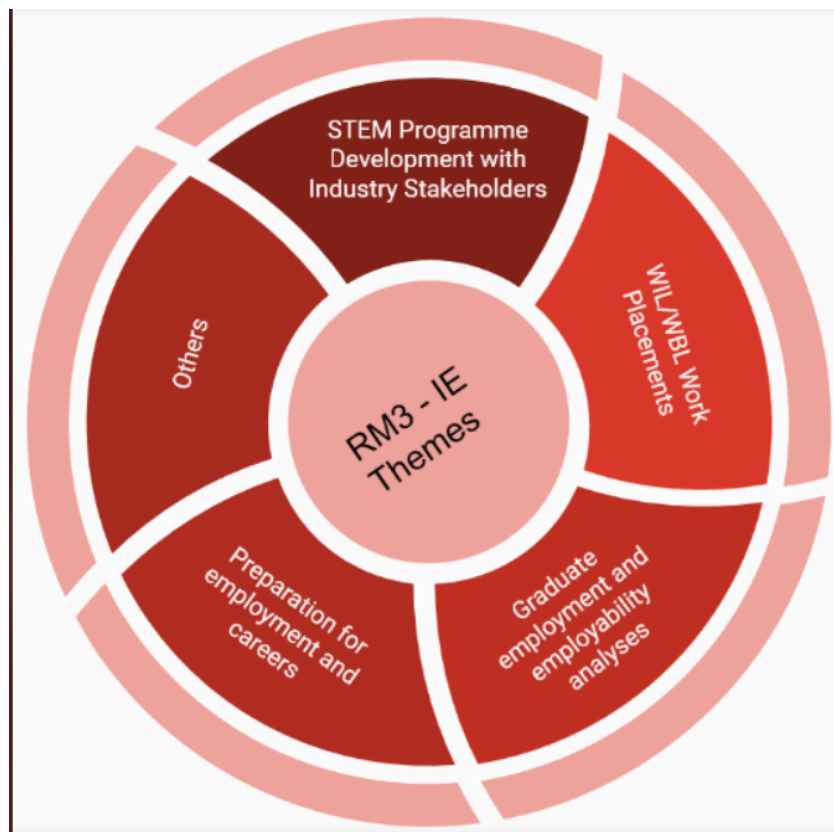 STEM Programme
Development with
Industry Stakeholders
WIL/WBL Work
Placements
Graduate
employment and
employability
analyses
Preparation for
employment and
careers
Others
RM3 - IE
Themes